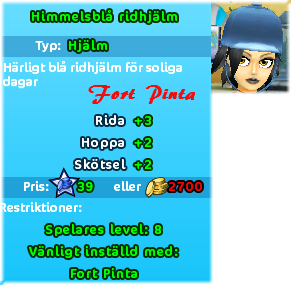 Himmelsblå ridhjälm
Typ: Hjälm
Härligt blå ridhjälm för soliga
dagar
Fort Pinta
Rida +3
Hoppa +2
Skötsel +2
Pris: 39 eller 2700
Restriktioner:
Spelares level: 8
Vänligt inställd med:
Fort Pinta